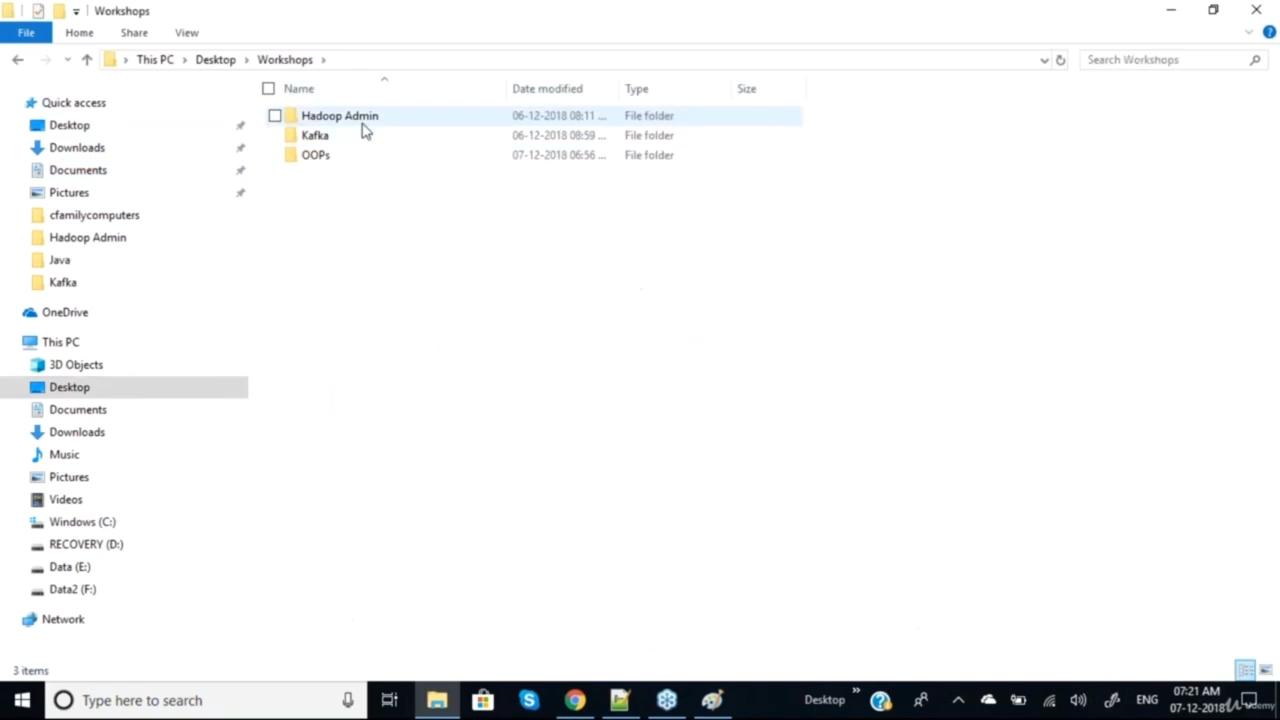 Workshops
File Home Share View
This PC Desktop Workshops
Search Workshops
Name Date modified Type Size
Hadoop Admin 06-12-2018 08:11 ... File folder
Kafka 06-12-2018 08:59 ... File folder
OOPs 07-12-2018 06:56 ... File folder
Quick access
Desktop
Downloads
Documents
Pictures
cfamilycomputers
Hadoop Admin
Java
Kafka
OneDrive
This PC
3D Objects
Desktop
Documents
Downloads
Music
Pictures
Videos
Windows (C:)
RECOVERY (D:)
Data (E:)
Data2 (F:)
Network
3 items
Type here to search
Desktop
ENG
07:21 AM
07-12-2018
Udemy